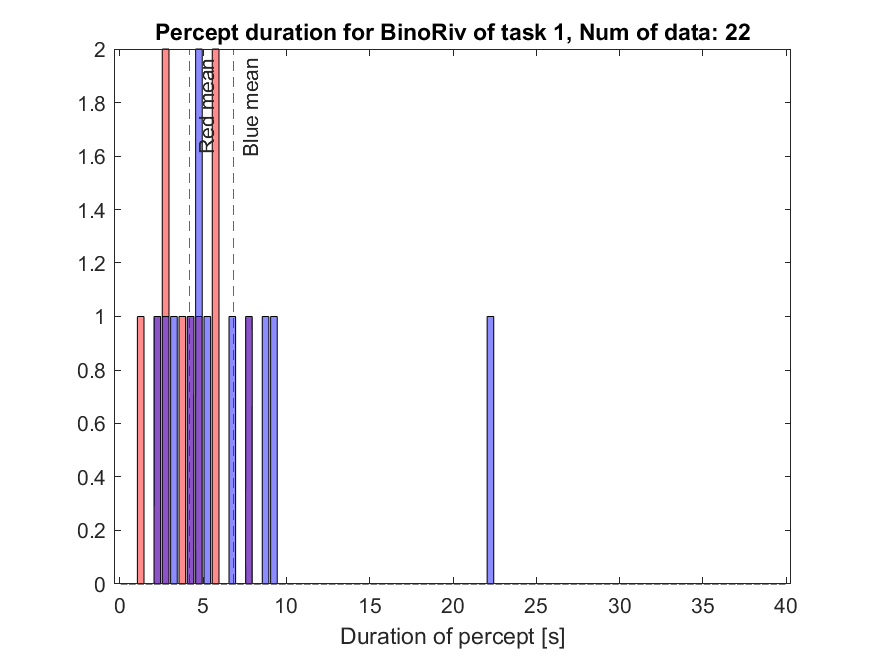 Percept duration for BinoRiv of task 1, Num of data: 22
2
1.8
1.6
1.4
1.2
1
0.8
0.6
0.4
0.2
0
Red mean
Blue mean
0 5 10 15 20 25 30 35 40
Duration of percept [s]